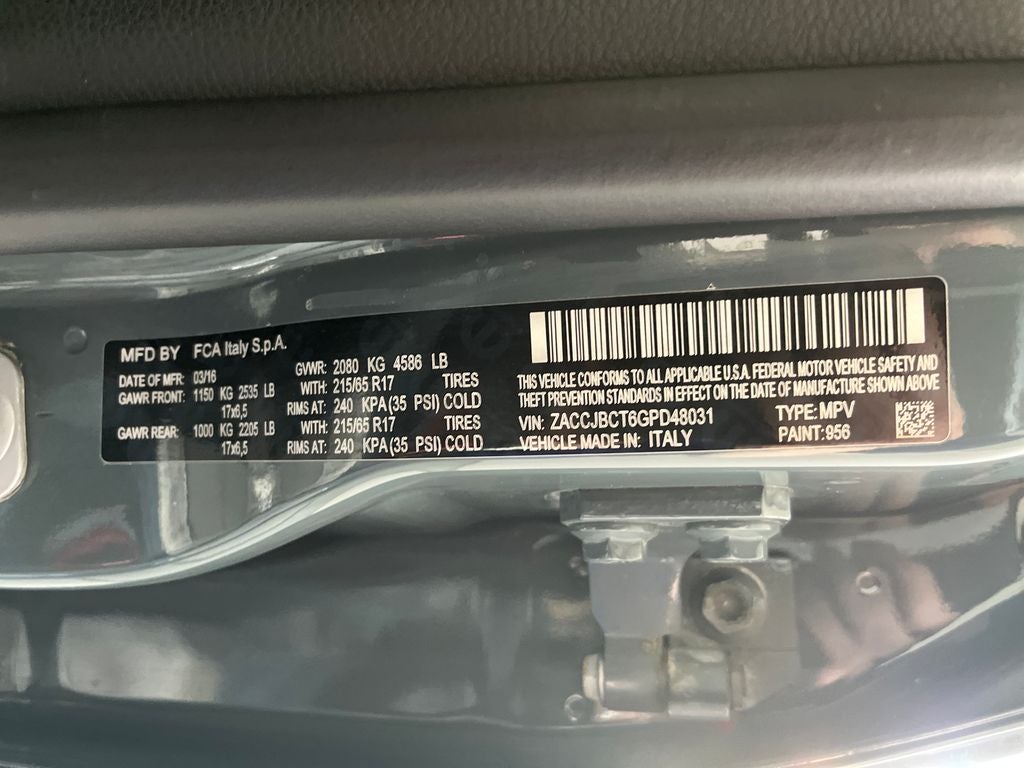 MFD BY FCA Italy S.p.A.
DATE OF MFR: 03/16 GVWR: 2080 KG 4586 LB
GAWR FRONT: 1150 KG 2535 LB WITH: 215/65 R17 TIRES
17x6,5 RIMS AT: 240 KPA(35 PSI) COLD
GAWR REAR: 1000 KG 2205 LB WITH: 215/65 R17 TIRES
17x6,5 RIMS AT: 240 KPA(35 PSI) COLD
THIS VEHICLE CONFORMS TO ALL APPLICABLE U.S.A. FEDERAL MOTOR VEHICLE SAFETY AND
THEFT PREVENTION STANDARDS IN EFFECT ON THE DATE OF MANUFACTURE SHOWN ABOVE
VIN: ZACCJBCT6GPD48031 TYPE: MPV
VEHICLE MADE IN: ITALY PAINT: 956